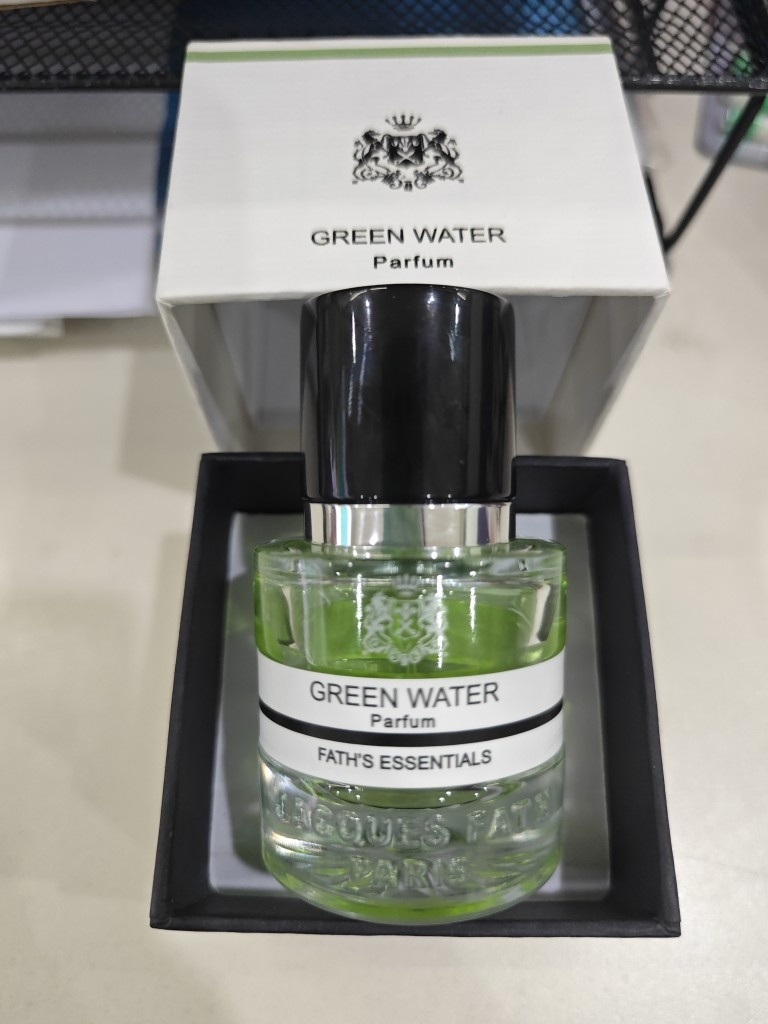 GREEN WATER
Parfum
GREEN WATER
Parfum
FATH'S ESSENTIALS
JACQUES FATH
PARIS